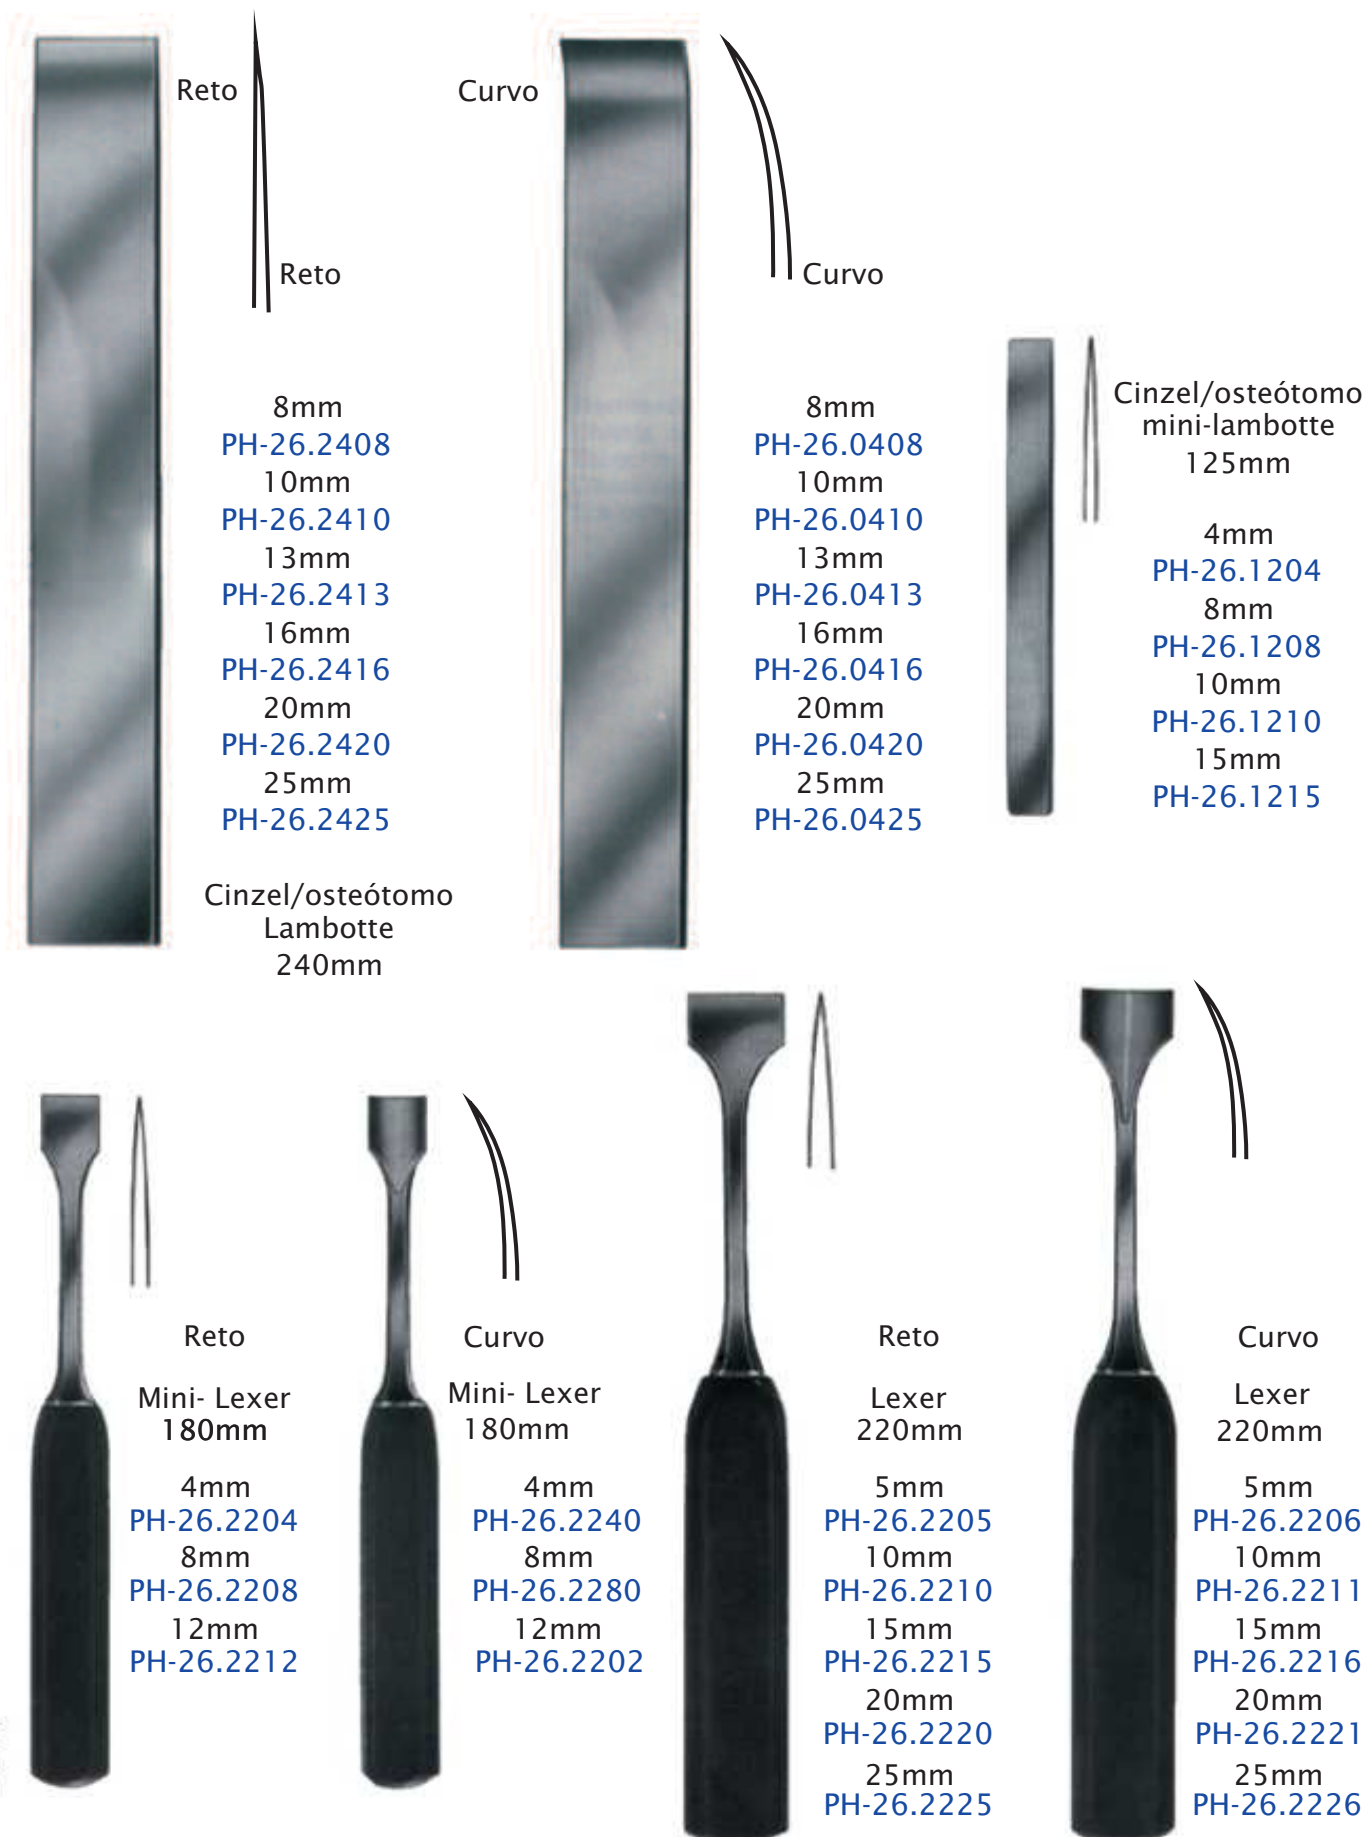 Reto
Reto
8mm
PH-26.2408
10mm
PH-26.2410
13mm
PH-26.2413
16mm
PH-26.2416
20mm
PH-26.2420
25mm
PH-26.2425
Cinzel/osteótomo
Lambotte
240mm
Curvo
Curvo
8mm
PH-26.0408
10mm
PH-26.0410
13mm
PH-26.0413
16mm
PH-26.0416
20mm
PH-26.0420
25mm
PH-26.0425
Cinzel/osteótomo
mini-lambotte
125mm
4mm
PH-26.1204
8mm
PH-26.1208
10mm
PH-26.1210
15mm
PH-26.1215
Reto
Mini- Lexer
180mm
4mm
PH-26.2204
8mm
PH-26.2208
12mm
PH-26.2212
Curvo
Mini- Lexer
180mm
4mm
PH-26.2240
8mm
PH-26.2280
12mm
PH-26.2202
Reto
Lexer
220mm
5mm
PH-26.2205
10mm
PH-26.2210
15mm
PH-26.2215
20mm
PH-26.2220
25mm
PH-26.2225
Curvo
Lexer
220mm
5mm
PH-26.2206
10mm
PH-26.2211
15mm
PH-26.2216
20mm
PH-26.2221
25mm
PH-26.2226